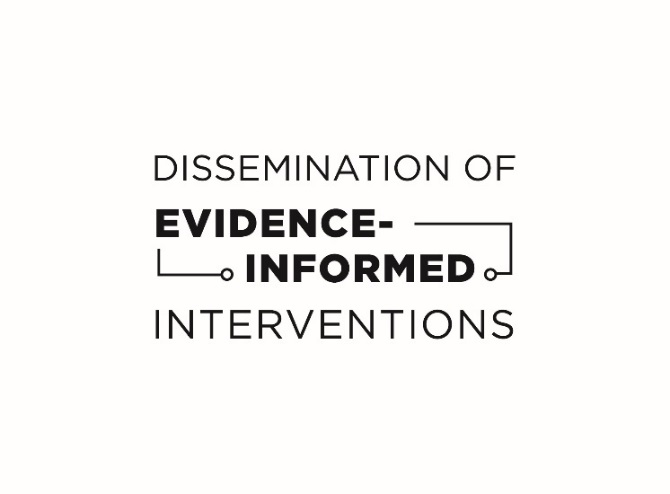 DISSEMINATION OF
EVIDENCE-
INFORMED
INTERVENTIONS